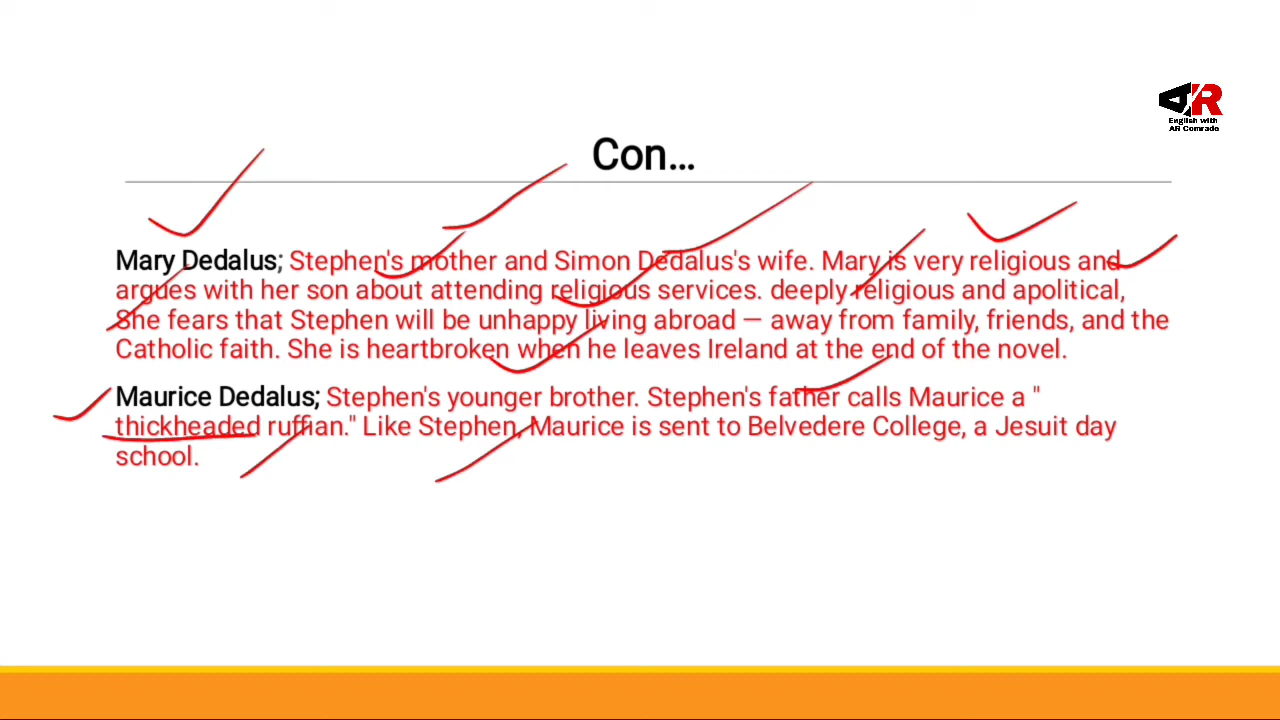 AR
English with
AR Comrade
Con...
Mary Dedalus; Stephen's mother and Simon Dedalus's wife. Mary is very religious and
argues with her son about attending religious services. deeply religious and apolitical,
She fears that Stephen will be unhappy living abroad — away from family, friends, and the
Catholic faith. She is heartbroken when he leaves Ireland at the end of the novel.
Maurice Dedalus; Stephen's younger brother. Stephen's father calls Maurice a "
thickheaded ruffian." Like Stephen, Maurice is sent to Belvedere College, a Jesuit day
school.